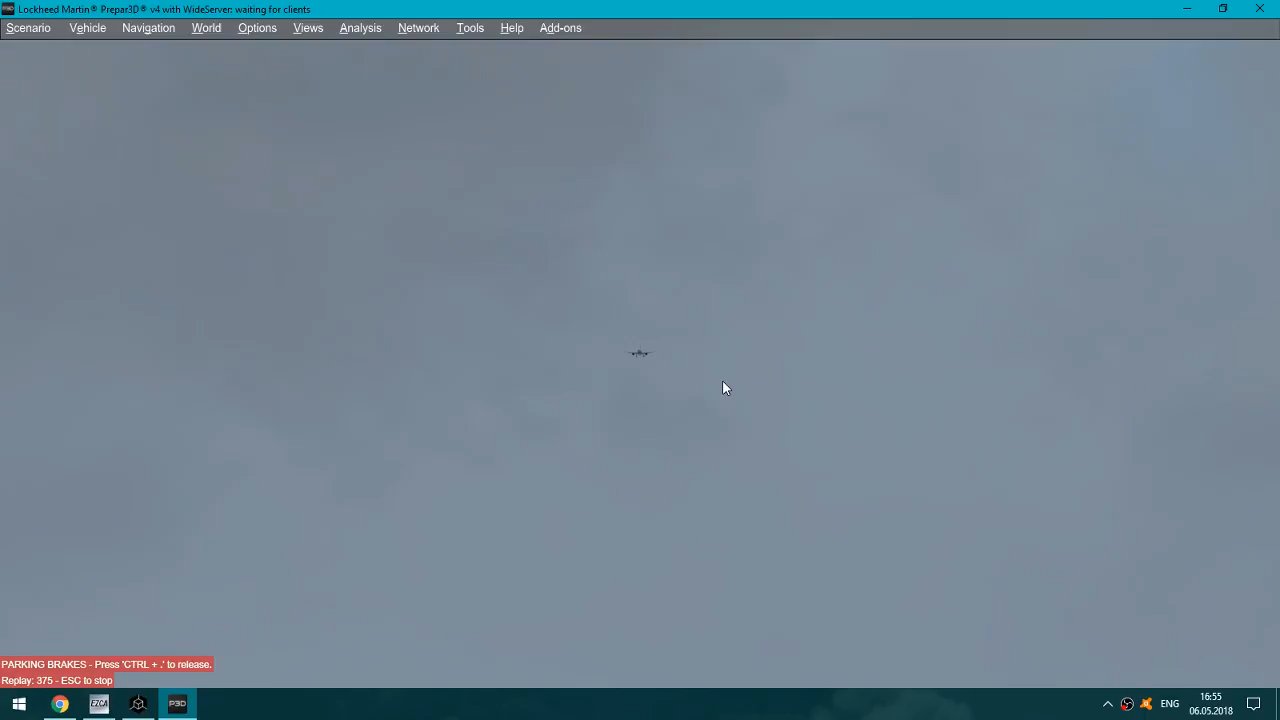 Lockheed Martin® Prepar3D® v4 with WideServer: waiting for clients
Scenario Vehicle Navigation World Options Views Analysis Network Tools Help Add-ons
PARKING BRAKES - Press 'CTRL + .' to release.
Replay: 375 - ESC to stop
EZCA
P3D
ENG
16:55
06.05.2018